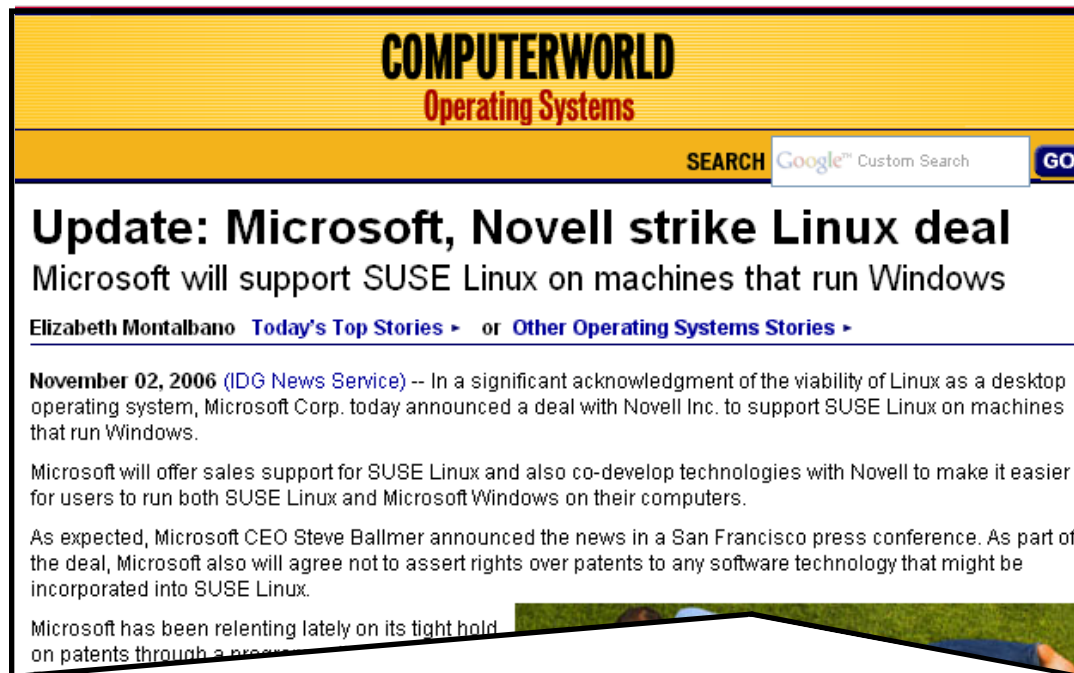 COMPUTERWORLD
Operating Systems
SEARCH Google™ Custom Search GO
Update: Microsoft, Novell strike Linux deal
Microsoft will support SUSE Linux on machines that run Windows
Elizabeth Montalbano Today's Top Stories ▸ or Other Operating Systems Stories ▸
November 02, 2006 (IDG News Service) -- In a significant acknowledgment of the viability of Linux as a desktop
operating system, Microsoft Corp. today announced a deal with Novell Inc. to support SUSE Linux on machines
that run Windows.
Microsoft will offer sales support for SUSE Linux and also co-develop technologies with Novell to make it easier
for users to run both SUSE Linux and Microsoft Windows on their computers.
As expected, Microsoft CEO Steve Ballmer announced the news in a San Francisco press conference. As part of
the deal, Microsoft also will agree not to assert rights over patents to any software technology that might be
incorporated into SUSE Linux.
Microsoft has been relenting lately on its tight hold
on patents through a